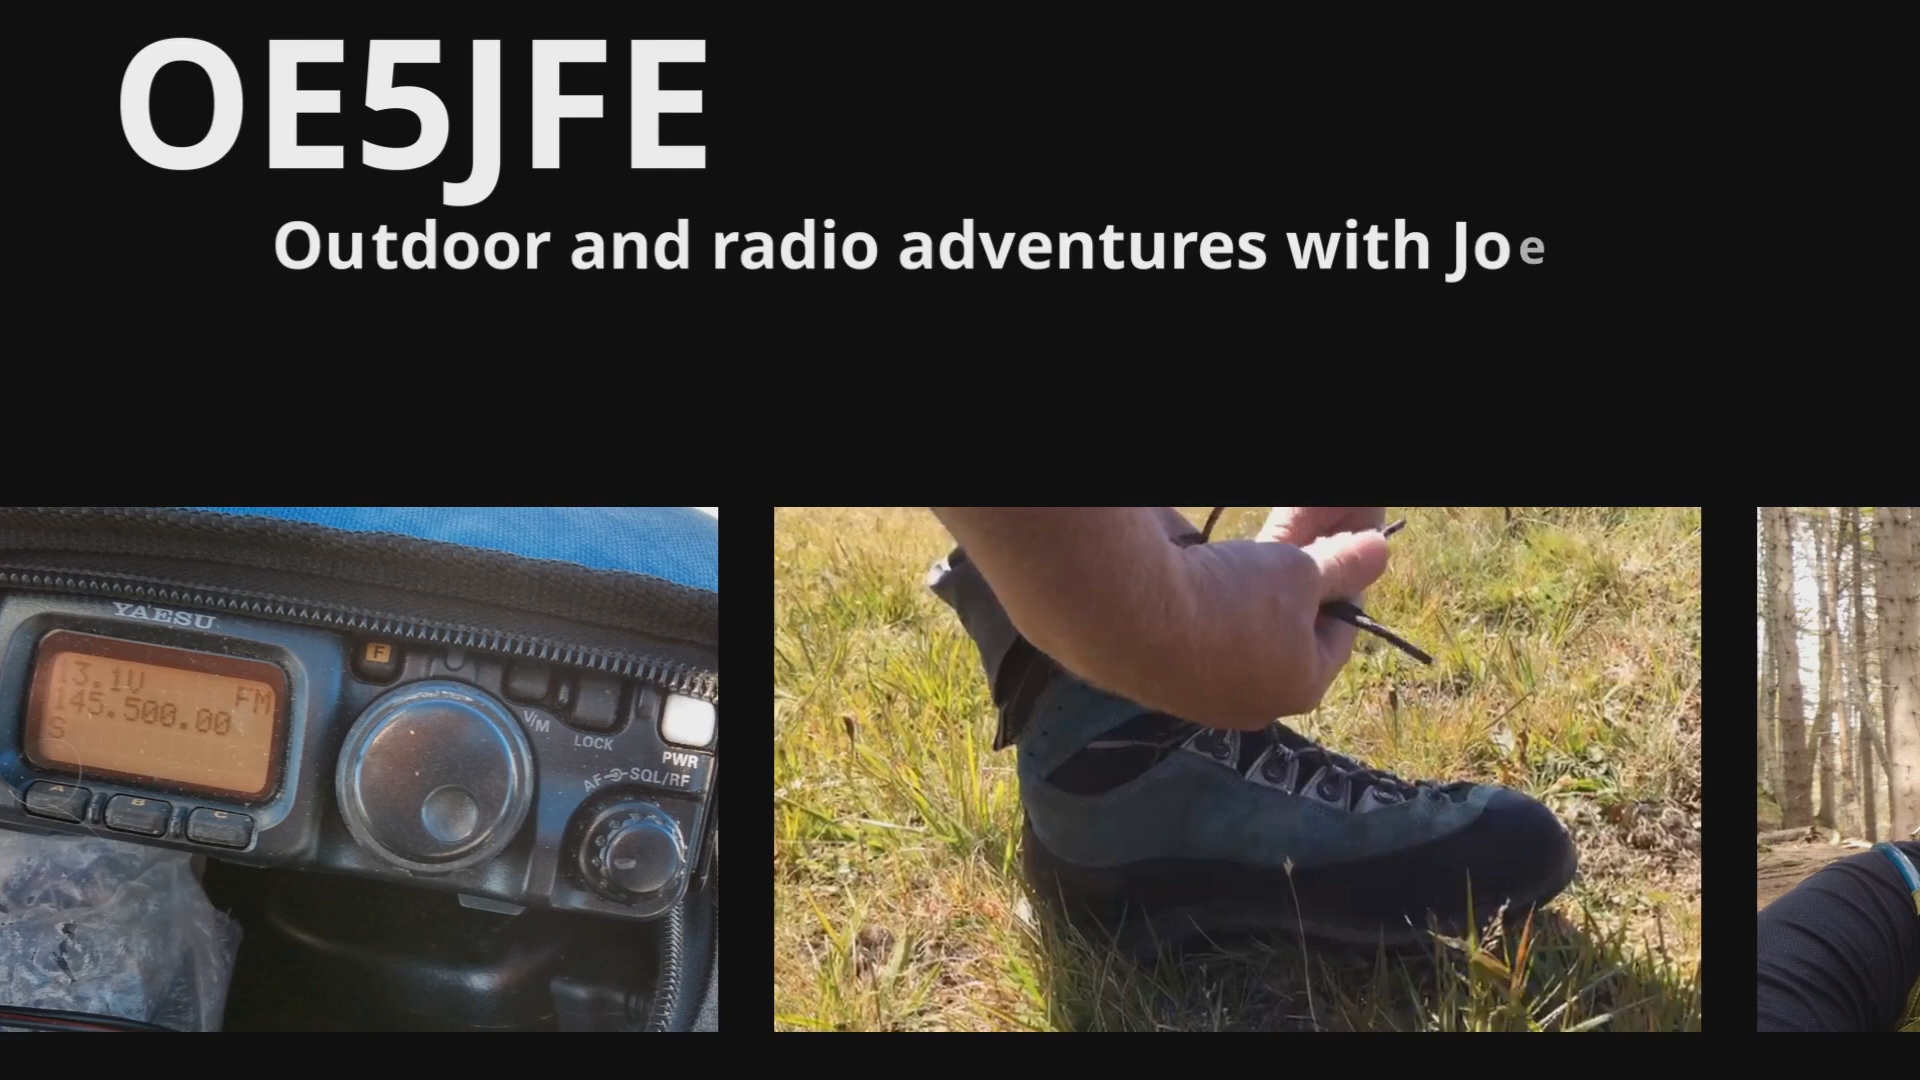 OE5JFE
Outdoor and radio adventures with Joe
YAESU
F
13.1V
FM
145.500.00
S
V/M
LOCK
PWR
AF SQL/RF
A B C